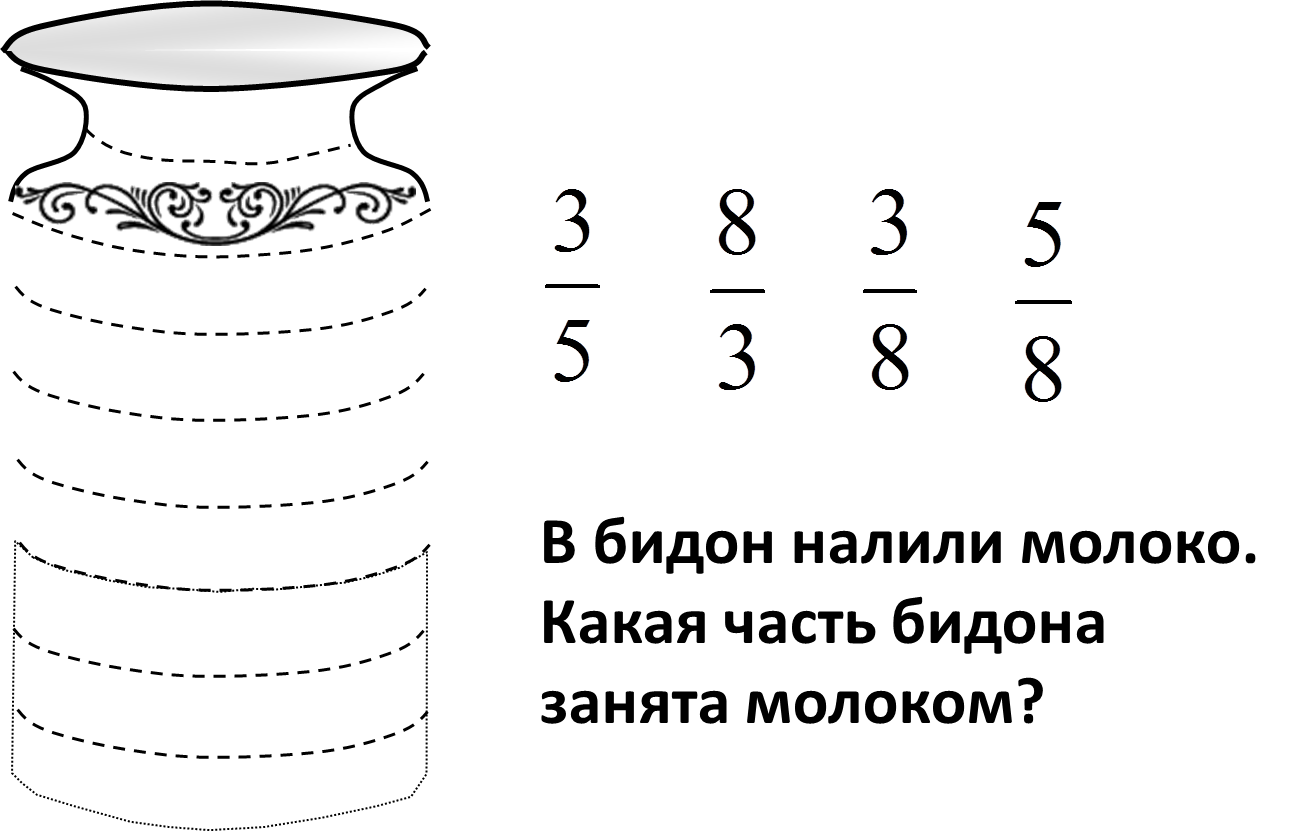 3/5 8/3 3/8 5/8
В бидон налили молоко.
Какая часть бидона
занята молоком?